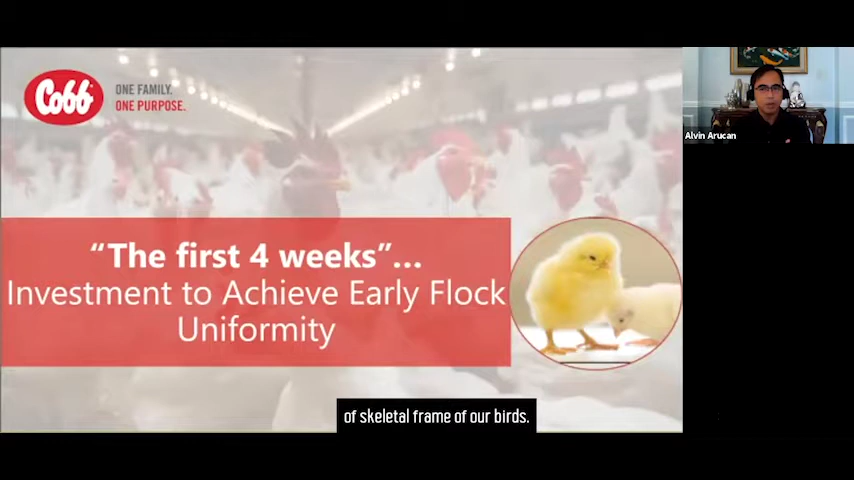 Cobb
ONE FAMILY.
ONE PURPOSE.
Alvin Arucan
“The first 4 weeks”...
Investment to Achieve Early Flock
Uniformity
of skeletal frame of our birds.